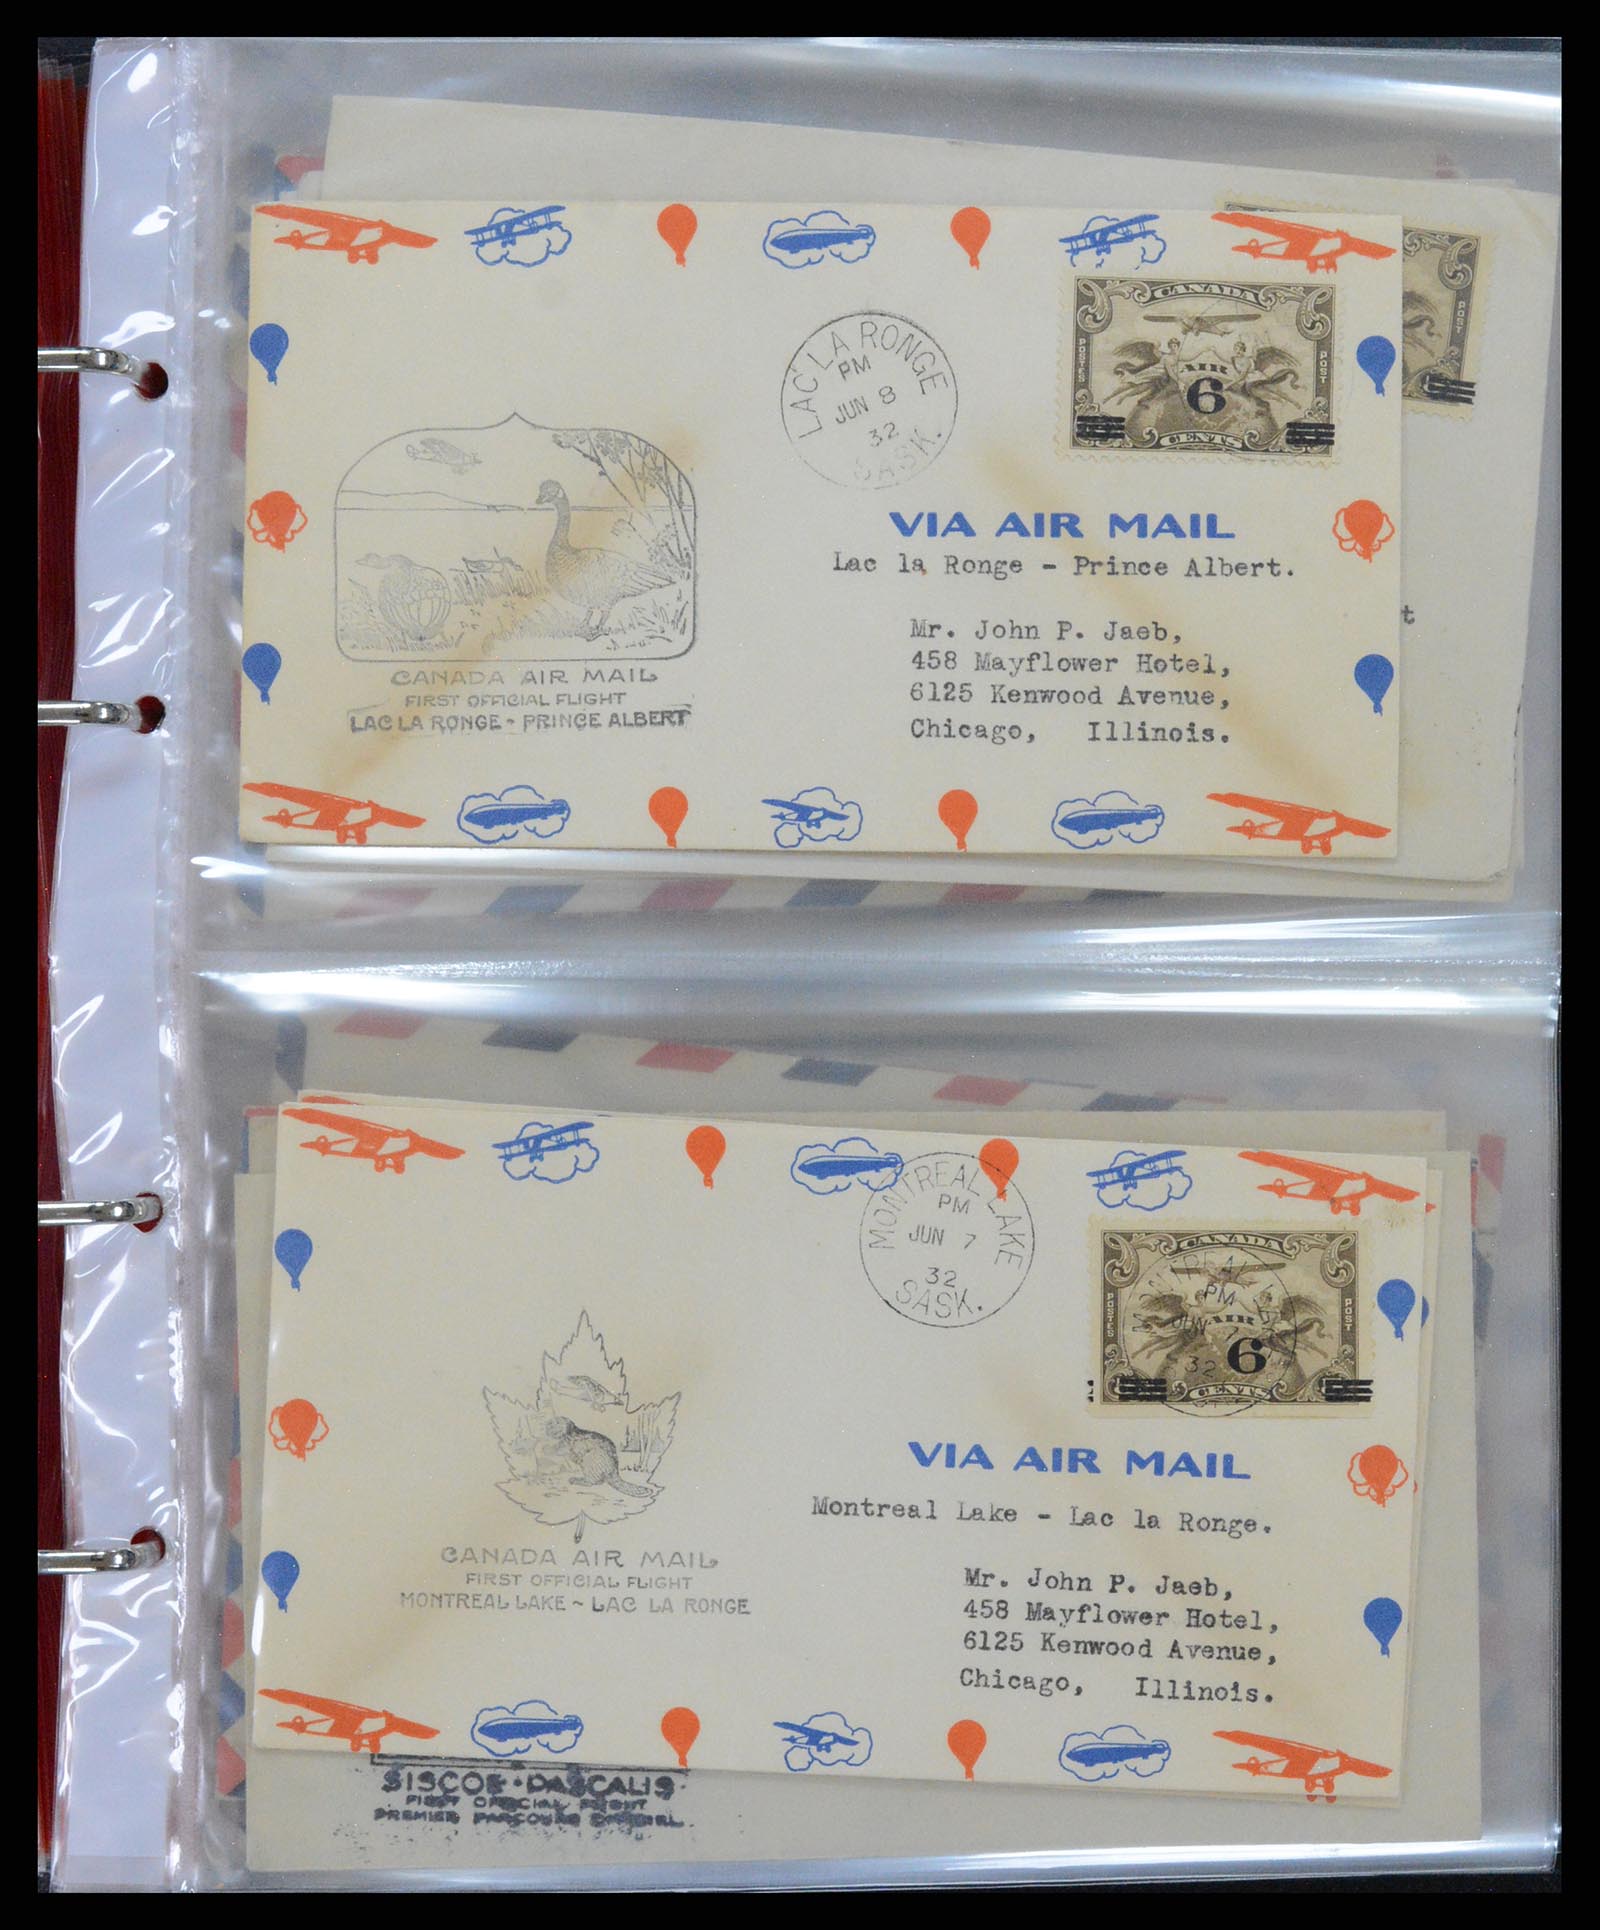 LAC LA RONGE
PM
JUN 8
32
SASK.
CANADA
POSTES
POST
AIR
6
CENTS
POST
VIA AIR MAIL
Lac la Ronge - Prince Albert.
Mr. John P. Jaeb,
458 Mayflower Hotel,
6125 Kenwood Avenue,
Chicago, Illinois.
t
CANADA AIR MAIL
FIRST OFFICIAL FLIGHT
LAC LA RONGE - PRINCE ALBERT
MONTREAL LAKE
PM
JUN 7
32
SASK.
CANADA
POSTES
POST
AIR
6
CENTS
PM
JUN 7
32
VIA AIR MAIL
Montreal Lake - Lac la Ronge.
Mr. John P. Jaeb,
458 Mayflower Hotel,
6125 Kenwood Avenue,
Chicago, Illinois.
CANADA AIR MAIL
FIRST OFFICIAL FLIGHT
MONTREAL LAKE ~ LAC LA RONGE
SISCOE · PASCALIS
FIRST OFFICIAL FLIGHT
PREMIER PARCOURS OFFICIEL